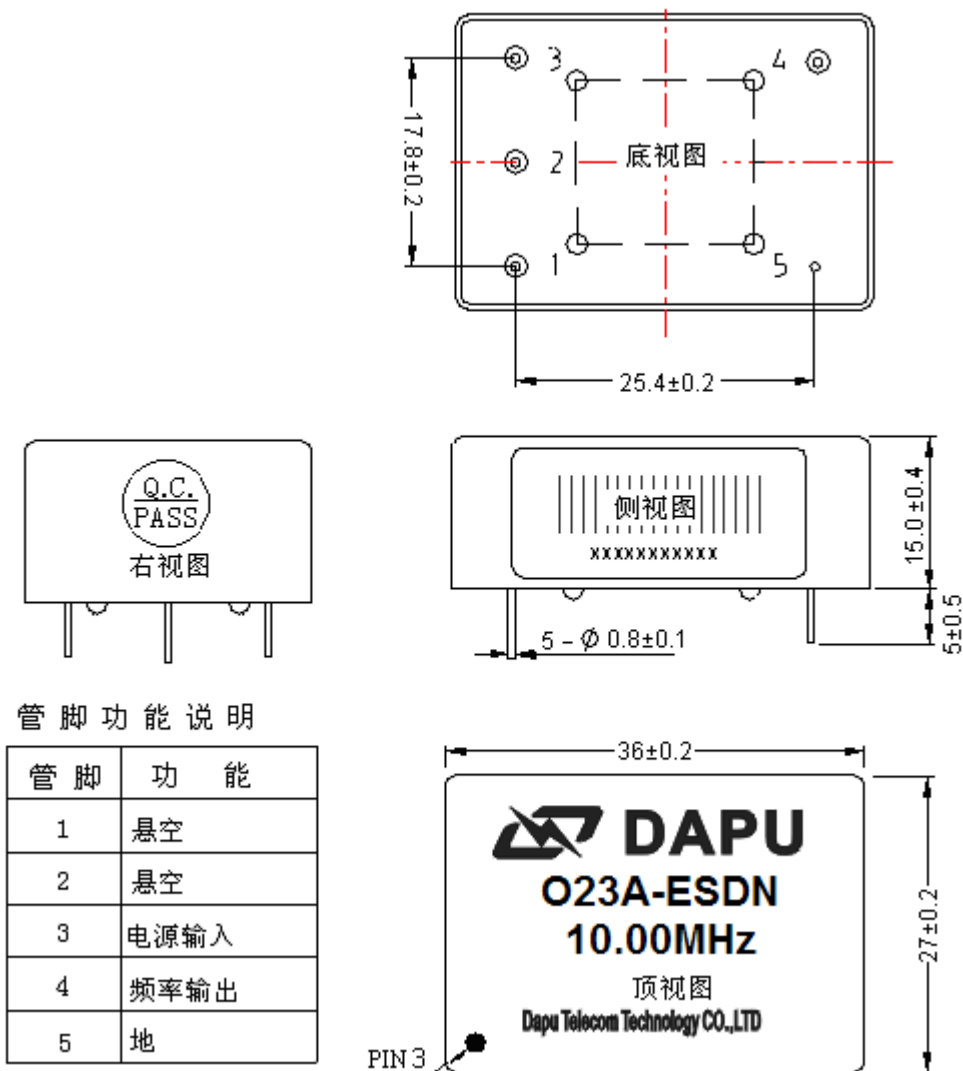 3
4
17.8±0.2
2
底视图
1
5
25.4±0.2
Q.C.
PASS
右视图
侧视图
XXXXXXXXXXX
15.0±0.4
5±0.5
5-Ø 0.8±0.1
管脚功能说明
管脚 功能
1 悬空
2 悬空
3 电源输入
4 频率输出
5 地
36±0.2
DAPU
O23A-ESDN
10.00MHz
顶视图
Dapu Telecom Technology CO.,LTD
27±0.2
PIN 3